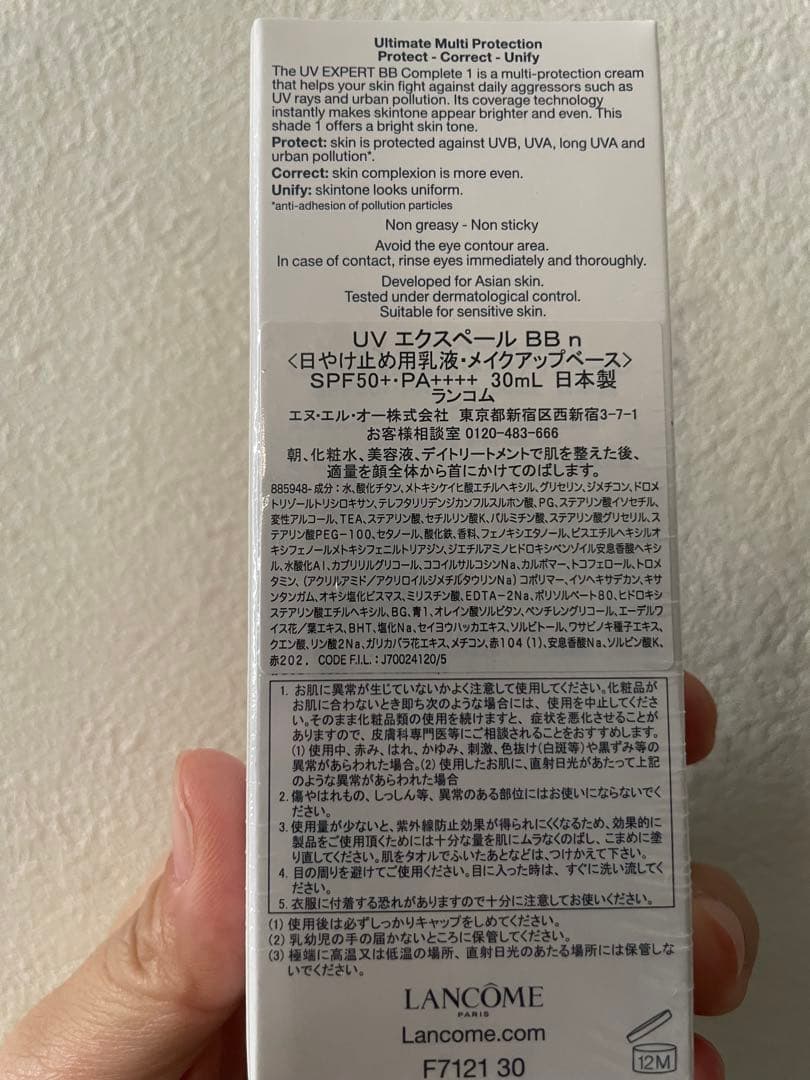 Ultimate Multi Protection
Protect - Correct - Unify
The UV EXPERT BB Complete 1 is a multi-protection cream
that helps your skin fight against daily aggressors such as
UV rays and urban pollution. Its coverage technology
instantly makes skintone appear brighter and even. This
shade 1 offers a bright skin tone.
Protect: skin is protected against UVB, UVA, long UVA and
urban pollution*.
Correct: skin complexion is more even.
Unify: skintone looks uniform.
*anti-adhesion of pollution particles
Non greasy - Non sticky
Avoid the eye contour area.
In case of contact, rinse eyes immediately and thoroughly.
Developed for Asian skin.
Tested under dermatological control.
Suitable for sensitive skin.
UV エクスペール BB n
〈日やけ止め用乳液・メイクアップベース〉
SPF50+・PA++++ 30mL 日本製
ランコム
エヌ・エル・オー株式会社 東京都新宿区西新宿3-7-1
お客様相談室 0120-483-666
朝、化粧水、美容液、デイトリートメントで肌を整えた後、
適量を顔全体から首にかけてのばします。
885948-成分：水、酸化チタン、メトキシケイヒ酸エチルヘキシル、グリセリン、ジメチコン、ドロメ
トリゾールトリシロキサン、テレフタリリデンジカンフルスルホン酸、PG、ステアリン酸イソセチル、
変性アルコール、TEA、ステアリン酸、セチルリン酸K、パルミチン酸、ステアリン酸グリセリル、ス
テアリン酸PEG-100、セタノール、酸化鉄、香料、フェノキシエタノール、ビスエチルヘキシルオ
キシフェノールメトキシフェニルトリアジン、ジエチルアミノヒドロキシベンゾイル安息香酸ヘキシ
ル、水酸化Al、カプリリルグリコール、ココイルサルコシンNa、カルボマー、トコフェロール、トロメ
タミン、（アクリルアミド／アクリロイルジメチルタウリンNa）コポリマー、イソヘキサデカン、キサ
ンタンガム、オキシ塩化ビスマス、ミリスチン酸、EDTA-2Na、ポリソルベート80、ヒドロキシ
ステアリン酸エチルヘキシル、BG、青1、オレイン酸ソルビタン、ペンチレングリコール、エーデルワ
イス花／葉エキス、BHT、塩化Na、セイヨウハッカエキス、ソルビトール、ワサビノキ種子エキス、
クエン酸、リン酸2Na、ガリカバラ花エキス、メチコン、赤104（1）、安息香酸Na、ソルビン酸K、
赤202. CODE F.I.L. : J70024120/5
1. お肌に異常が生じていないかよく注意して使用してください。化粧品が
お肌に合わないとき即ち次のような場合には、使用を中止してくださ
い。そのまま化粧品類の使用を続けますと、症状を悪化させることが
ありますので、皮膚科専門医等にご相談されることをおすすめします。
(1) 使用中、赤み、はれ、かゆみ、刺激、色抜け(白斑等)や黒ずみ等の
異常があらわれた場合。(2) 使用したお肌に、直射日光があたって上記
のような異常があらわれた場合
2. 傷やはれもの、しっしん等、異常のある部位にはお使いにならないでく
ださい。
3. 使用量が少ないと、紫外線防止効果が得られにくくなるため、効果的に
製品をご使用頂くためには十分な量を肌にムラなくのばし、こまめに塗
り直してください。肌をタオルでふいたあとなどは、つけかえて下さい。
4. 目の周りを避けてご使用ください。目に入った時は、すぐに洗い流してく
ださい。
5. 衣服に付着する恐れがありますので十分に注意してお使いください。
(1) 使用後は必ずしっかりキャップをしめてください。
(2) 乳幼児の手の届かないところに保管してください。
(3) 極端に高温又は低温の場所、直射日光のあたる場所には保管しな
いでください。
LANCÔME
PARIS
Lancome.com
F7121 30
12M